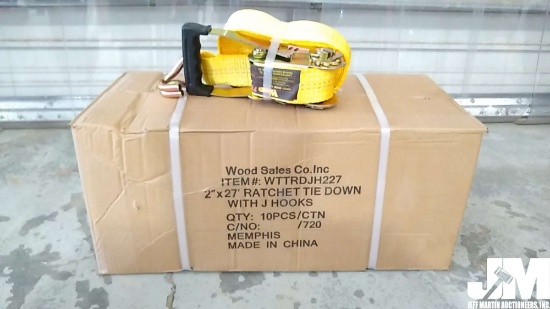 Wood Sales Co.Inc
ITEM#: WTTRDJH227
2"x27' RATCHET TIE DOWN
WITH J HOOKS
QTY: 10PCS/CTN
C/NO: /720
MEMPHIS
MADE IN CHINA
JM
JEFF MARTIN AUCTIONEERS, INC.